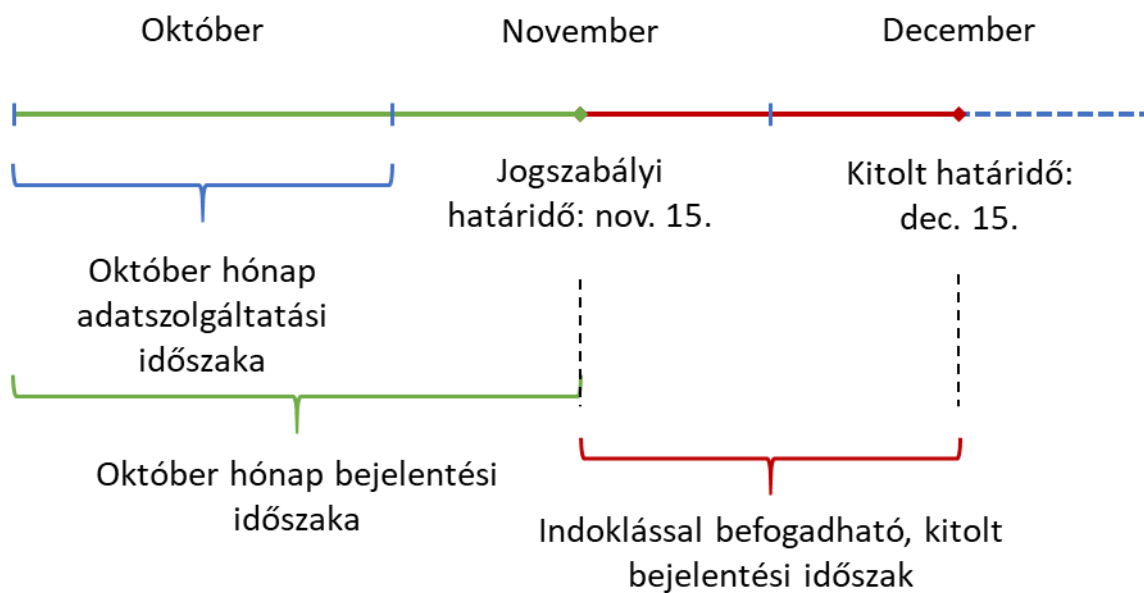 Október
November
December
Jogszabályi
határidő: nov. 15.
Kitolt határidő:
dec. 15.
Október hónap
adatszolgáltatási
időszaka
Október hónap bejelentési
időszaka
Indoklással befogadható, kitolt
bejelentési időszak